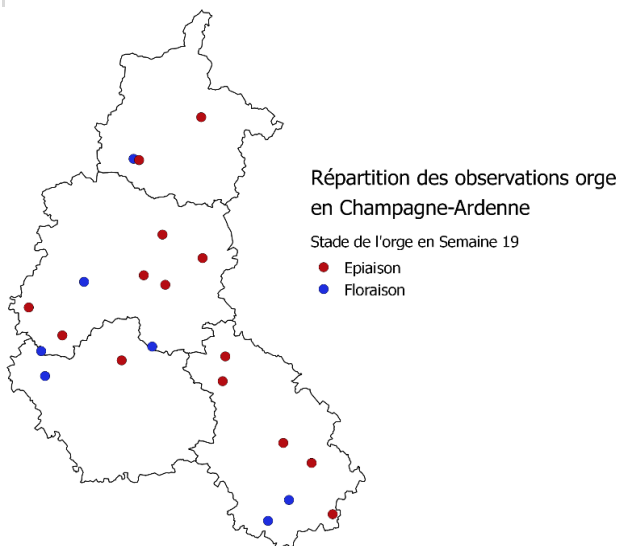 Répartition des observations orge
en Champagne-Ardenne
Stade de l'orge en Semaine 19
Epiaison
Floraison